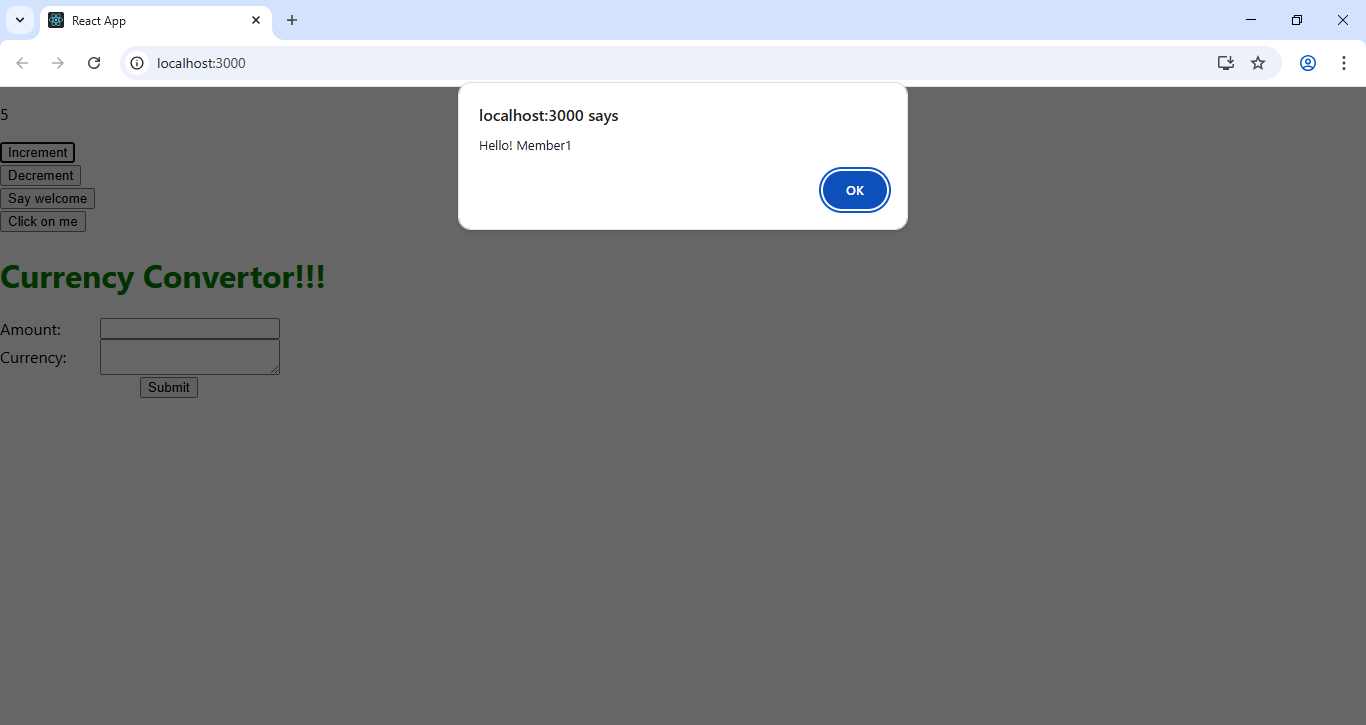 React App
localhost:3000
localhost:3000 says
Hello! Member1
OK
5
Increment
Decrement
Say welcome
Click on me
Currency Convertor!!!
Amount:
Currency:
Submit